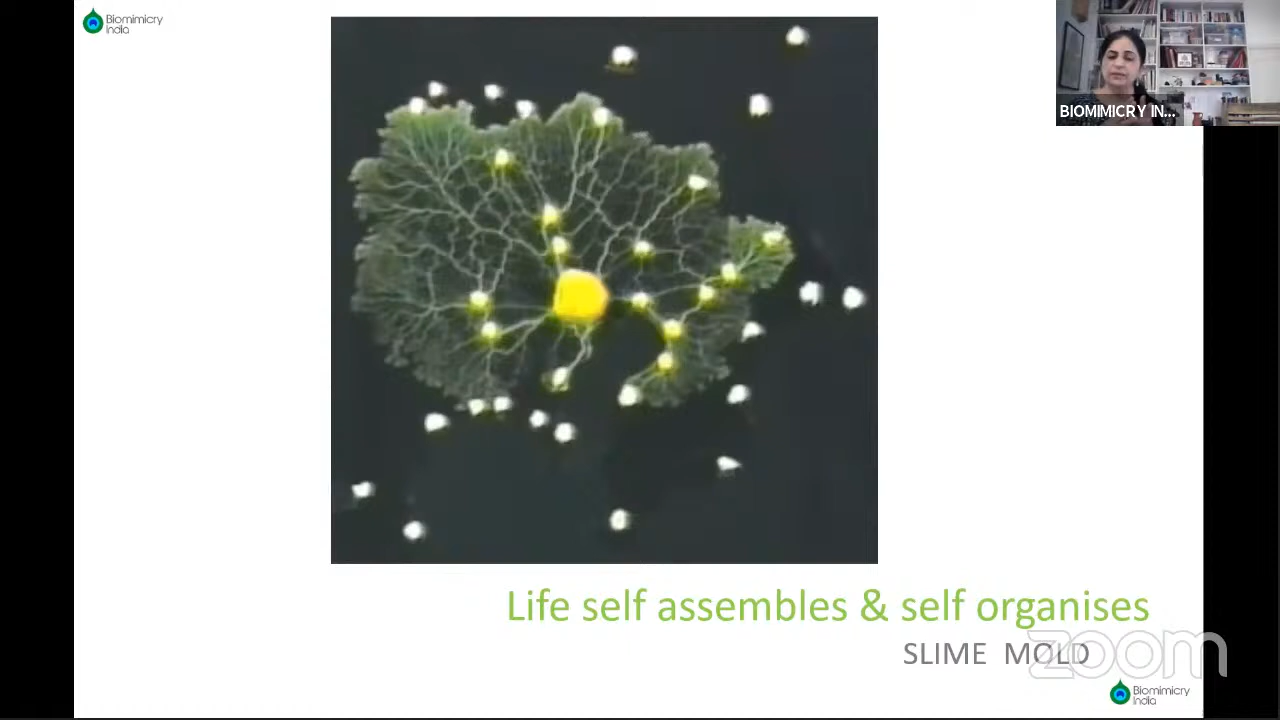 Biomimicry
India
BIOMIMICRY IN...
Life self assembles & self organises
SLIME MOLD
zoom
Biomimicry
India